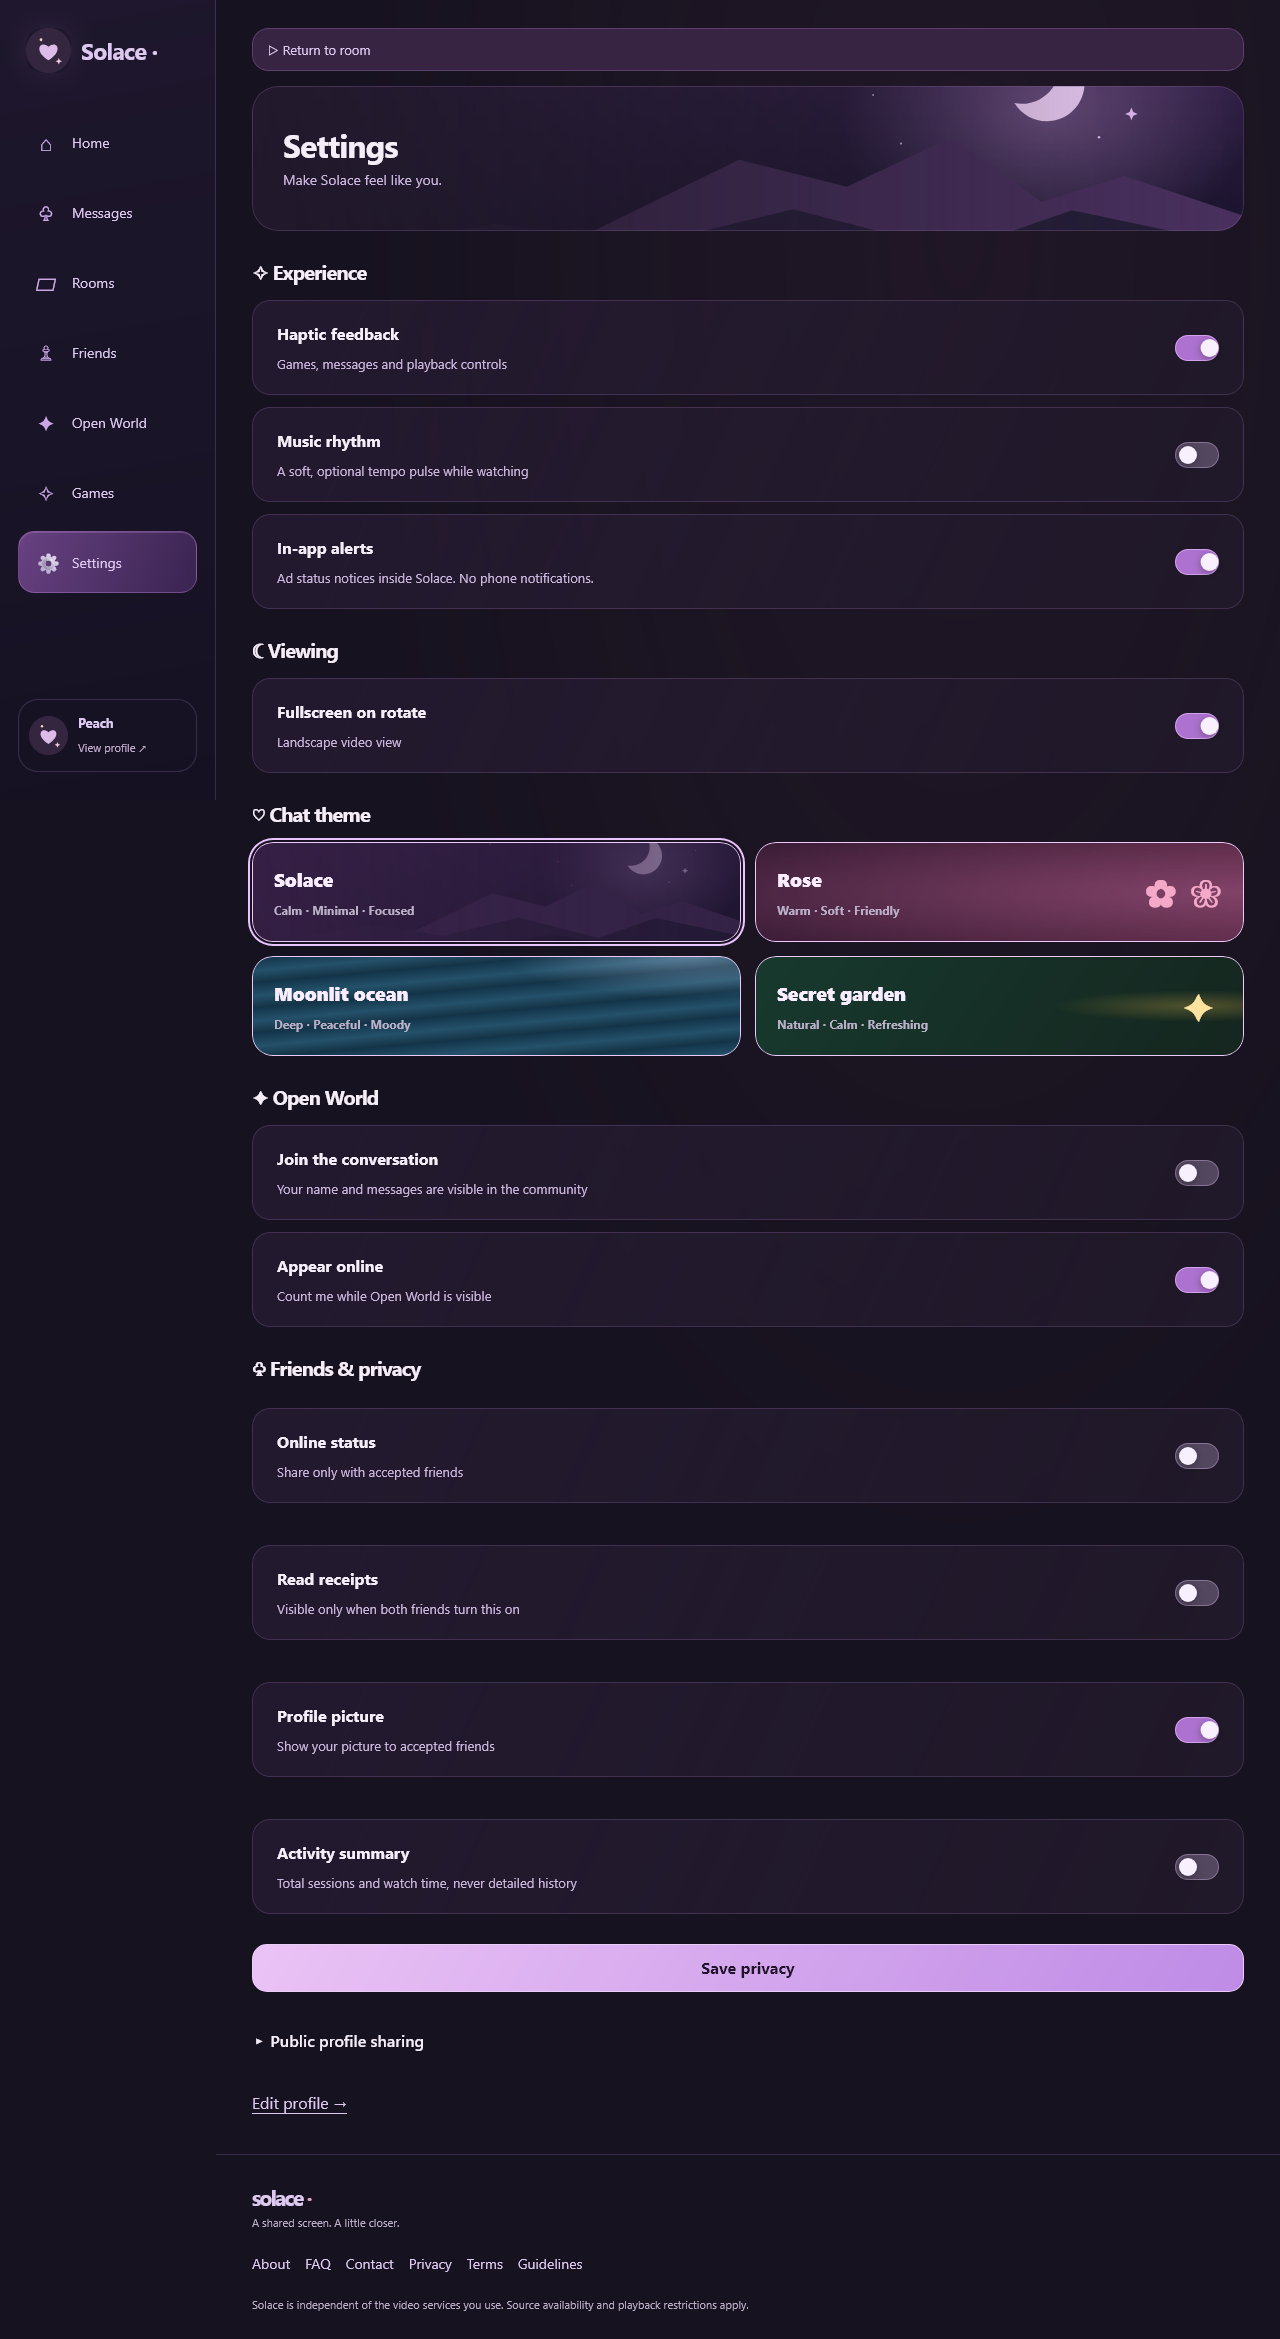 Solace ·
Home
Messages
Rooms
Friends
Open World
Games
Settings
Peach
View profile ↗
▷ Return to room
Settings
Make Solace feel like you.
✧ Experience
Haptic feedback
Games, messages and playback controls
Music rhythm
A soft, optional tempo pulse while watching
In-app alerts
Ad status notices inside Solace. No phone notifications.
☾ Viewing
Fullscreen on rotate
Landscape video view
♡ Chat theme
Solace
Calm · Minimal · Focused
Rose
Warm · Soft · Friendly
Moonlit ocean
Deep · Peaceful · Moody
Secret garden
Natural · Calm · Refreshing
✦ Open World
Join the conversation
Your name and messages are visible in the community
Appear online
Count me while Open World is visible
♧ Friends & privacy
Online status
Share only with accepted friends
Read receipts
Visible only when both friends turn this on
Profile picture
Show your picture to accepted friends
Activity summary
Total sessions and watch time, never detailed history
Save privacy
▸ Public profile sharing
Edit profile →
solace ·
A shared screen. A little closer.
About FAQ Contact Privacy Terms Guidelines
Solace is independent of the video services you use. Source availability and playback restrictions apply.